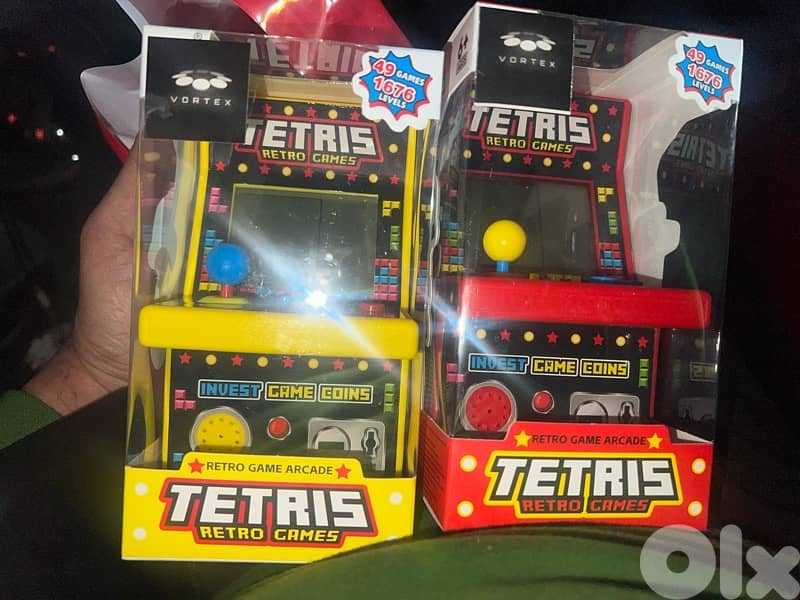 VORTEX
49 GAMES
1676
LEVELS
TETRIS
RETRO GAMES
INVEST GAME COINS
RETRO GAME ARCADE
TETRIS
RETRO GAMES
6+
VORTEX
49 GAMES
1676
LEVELS
TETRIS
RETRO GAMES
INVEST GAME COINS
RETRO GAME ARCADE
TETRIS
RETRO GAMES
Olx